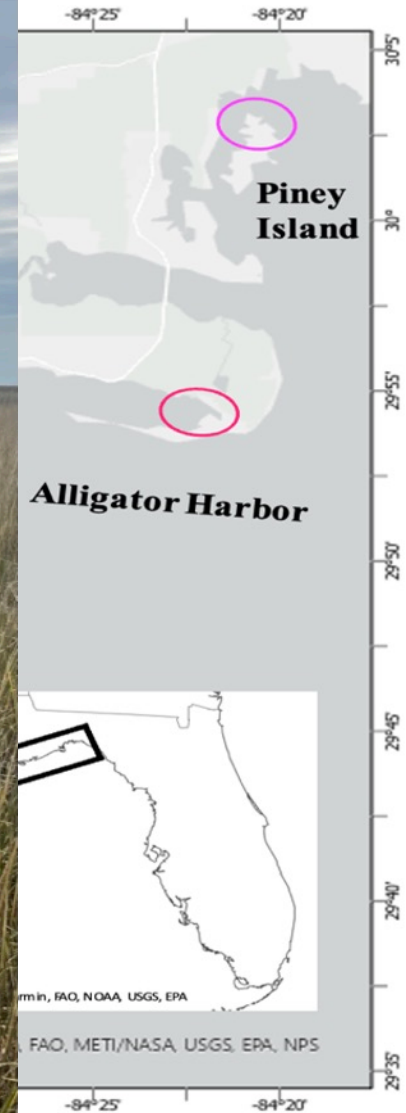 -84°25' -84°20'
30°5'
Piney
Island
30°
29°55'
Alligator Harbor
29°50'
29°45'
29°40'
rmin, FAO, NOAA, USGS, EPA
, FAO, METI/NASA, USGS, EPA, NPS
29°35'
-84°25' -84°20'